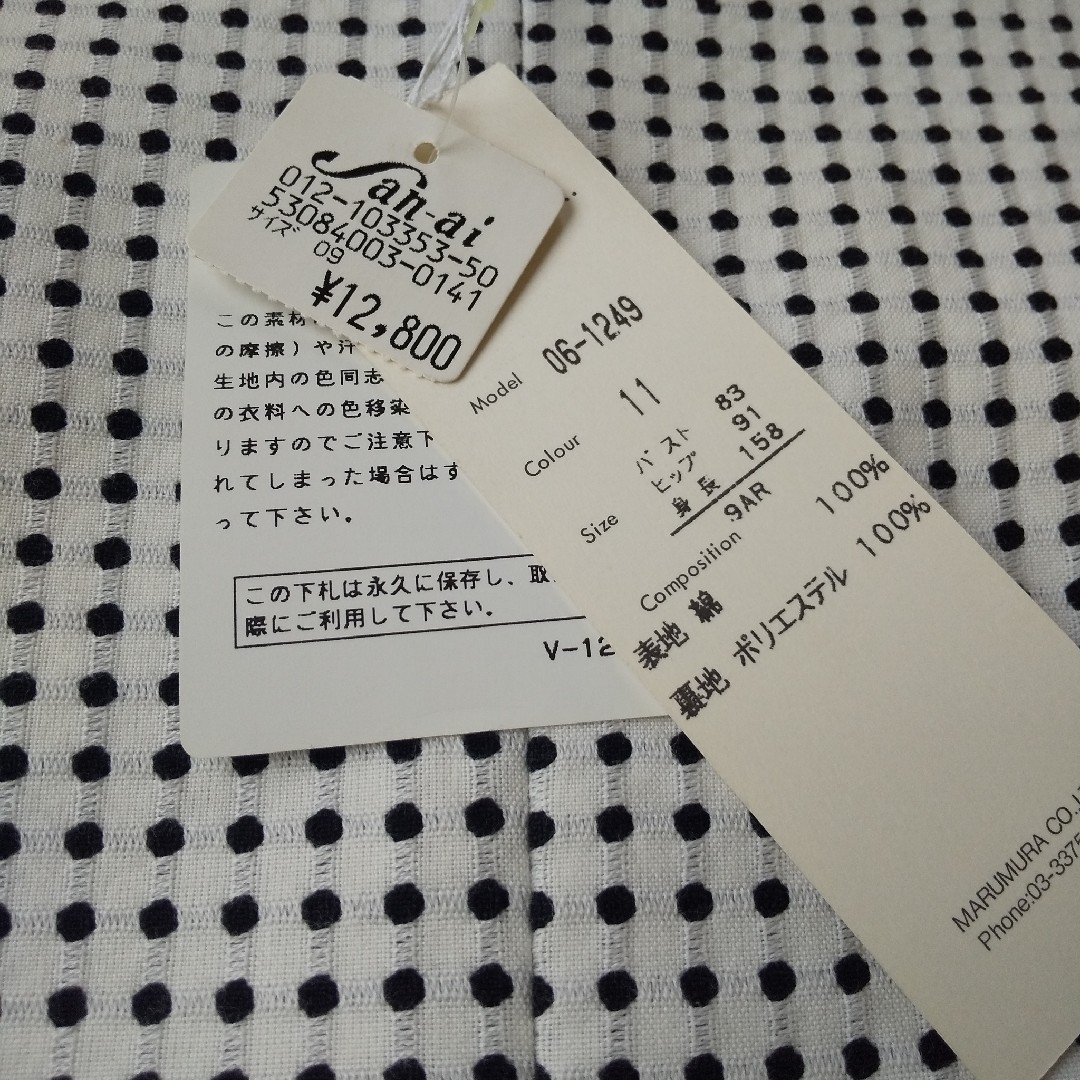 San-ai
012-103353-50
53084003-0141
サイズ 09
¥12,800
この素材
の摩擦）や汗
生地内の色同志
の衣料への色移染
りますのでご注意下
れてしまった場合はす
って下さい。
この下札は永久に保存し、取
際にご利用して下さい。
V-12
Model 06-1249
Colour 11
Size バスト 83
ヒップ 91
身長 158
9AR
Composition
表地 綿 100%
裏地 ポリエステル 100%
MARUMURA CO.,
Phone:03-337